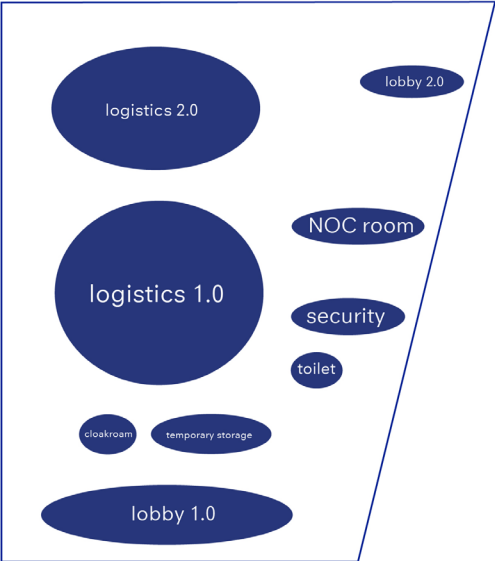 logistics 2.0
lobby 2.0
NOC room
logistics 1.0
security
toilet
cloakroam
temporary storage
lobby 1.0